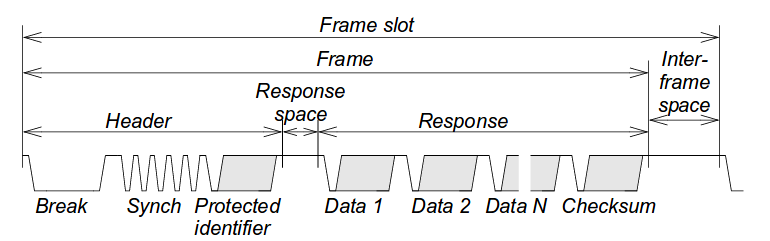 Frame slot
Frame
Inter-
frame
space
Response
space
Header
Response
Break
Synch
Protected
identifier
Data 1
Data 2
Data N
Checksum